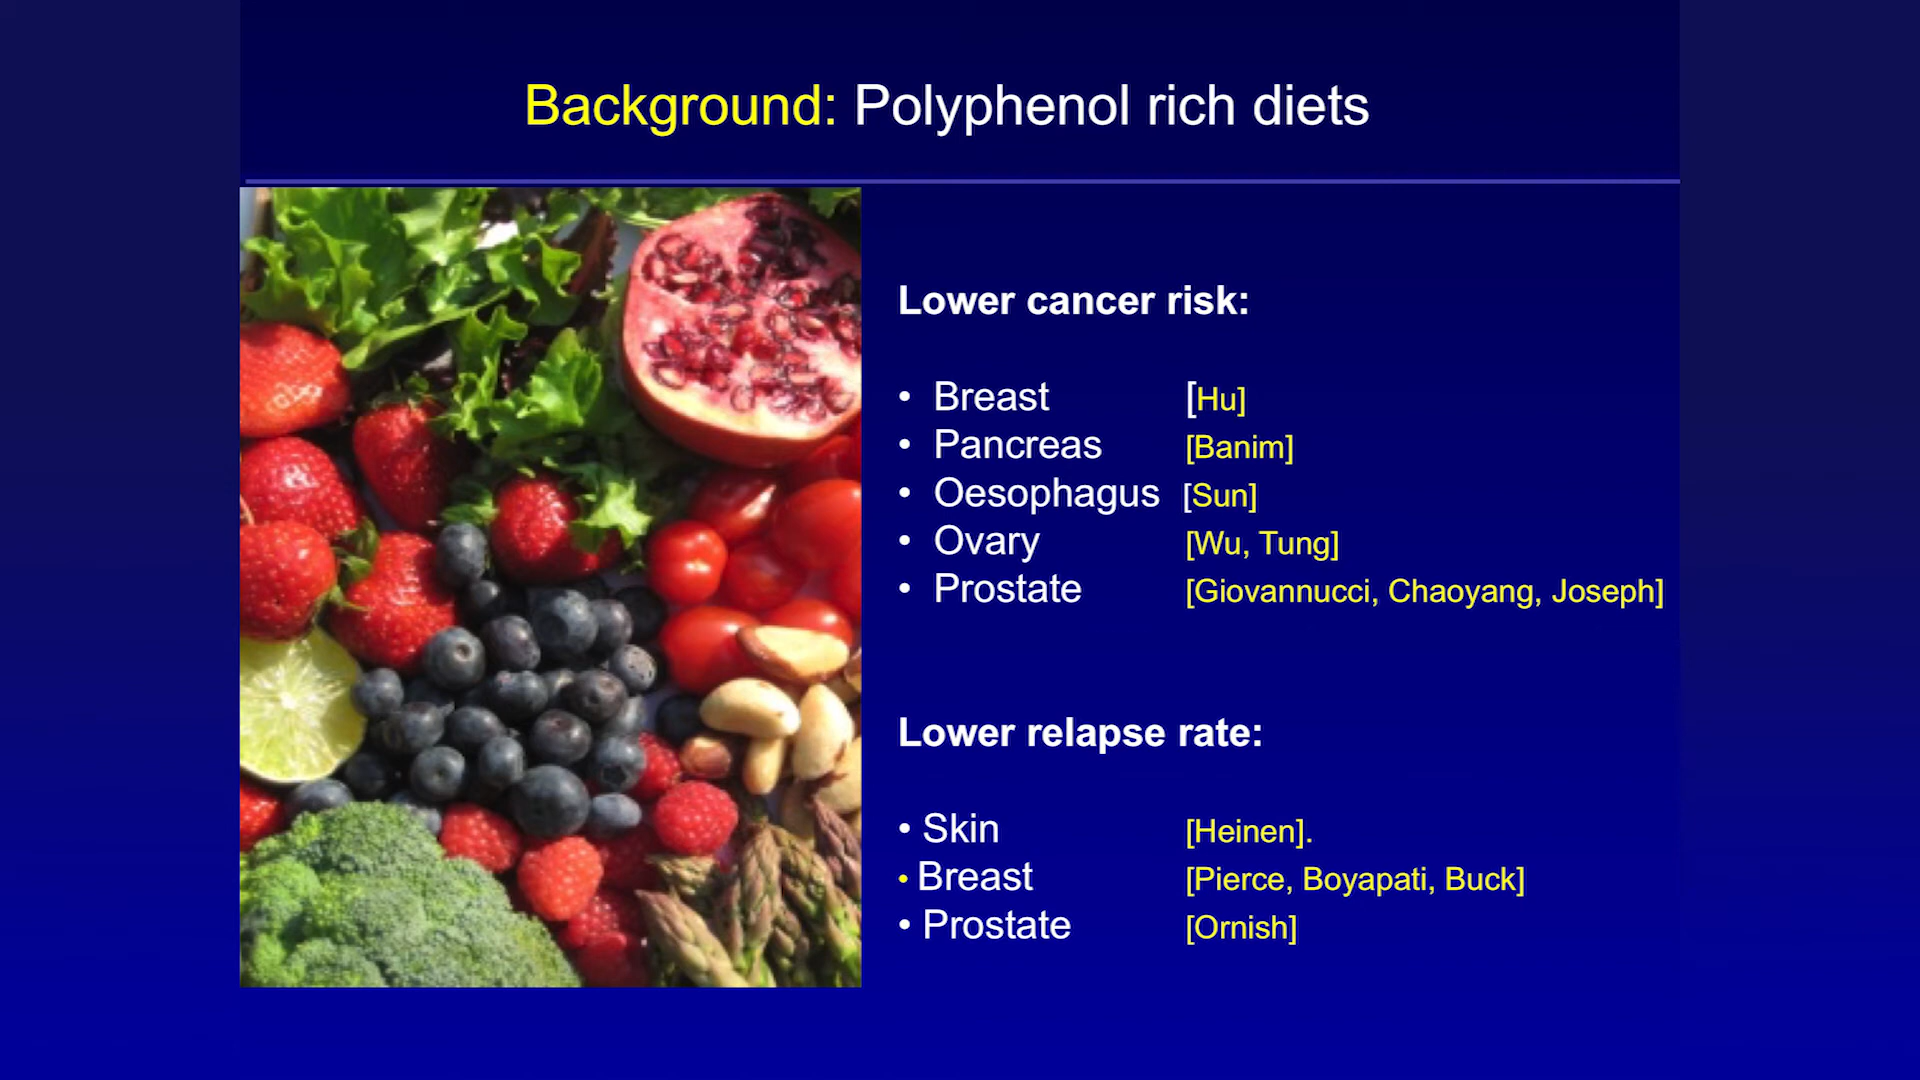 Background: Polyphenol rich diets
Lower cancer risk:
• Breast [Hu]
• Pancreas [Banim]
• Oesophagus [Sun]
• Ovary [Wu, Tung]
• Prostate [Giovannucci, Chaoyang, Joseph]
Lower relapse rate:
• Skin [Heinen].
• Breast [Pierce, Boyapati, Buck]
• Prostate [Ornish]